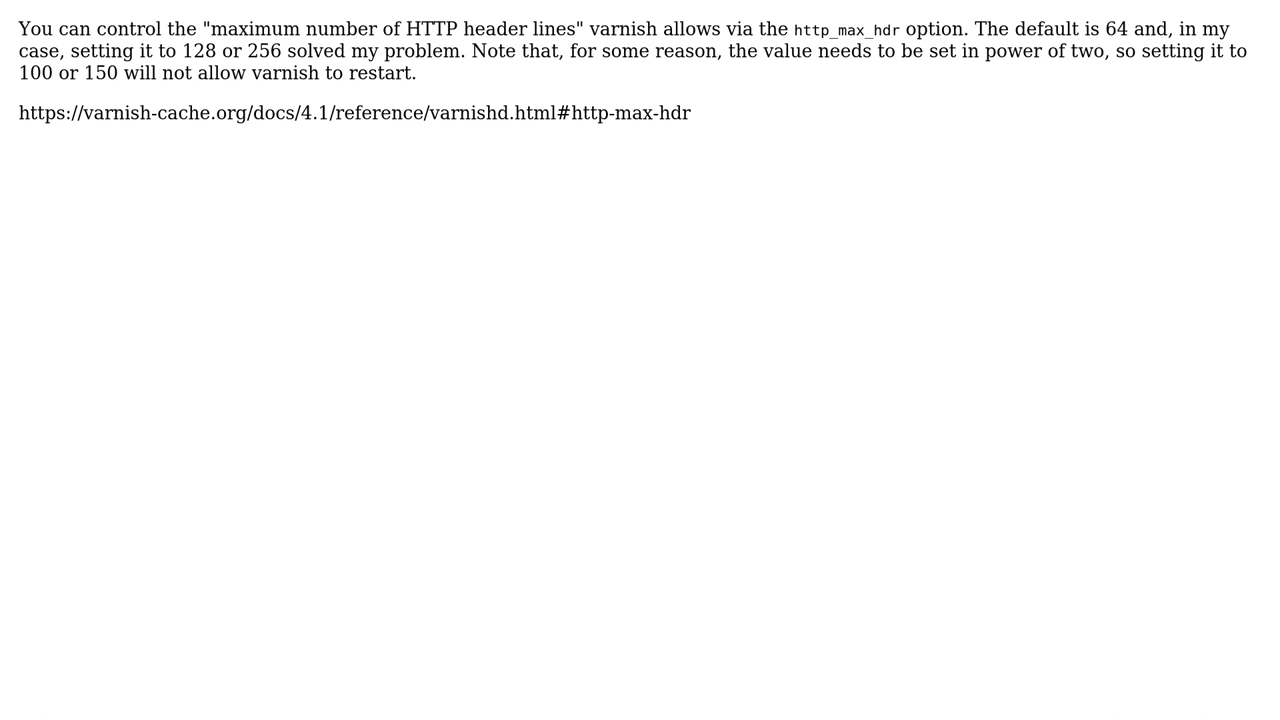 You can control the "maximum number of HTTP header lines" varnish allows via the http_max_hdr option. The default is 64 and, in my
case, setting it to 128 or 256 solved my problem. Note that, for some reason, the value needs to be set in power of two, so setting it to
100 or 150 will not allow varnish to restart.
https://varnish-cache.org/docs/4.1/reference/varnishd.html#http-max-hdr